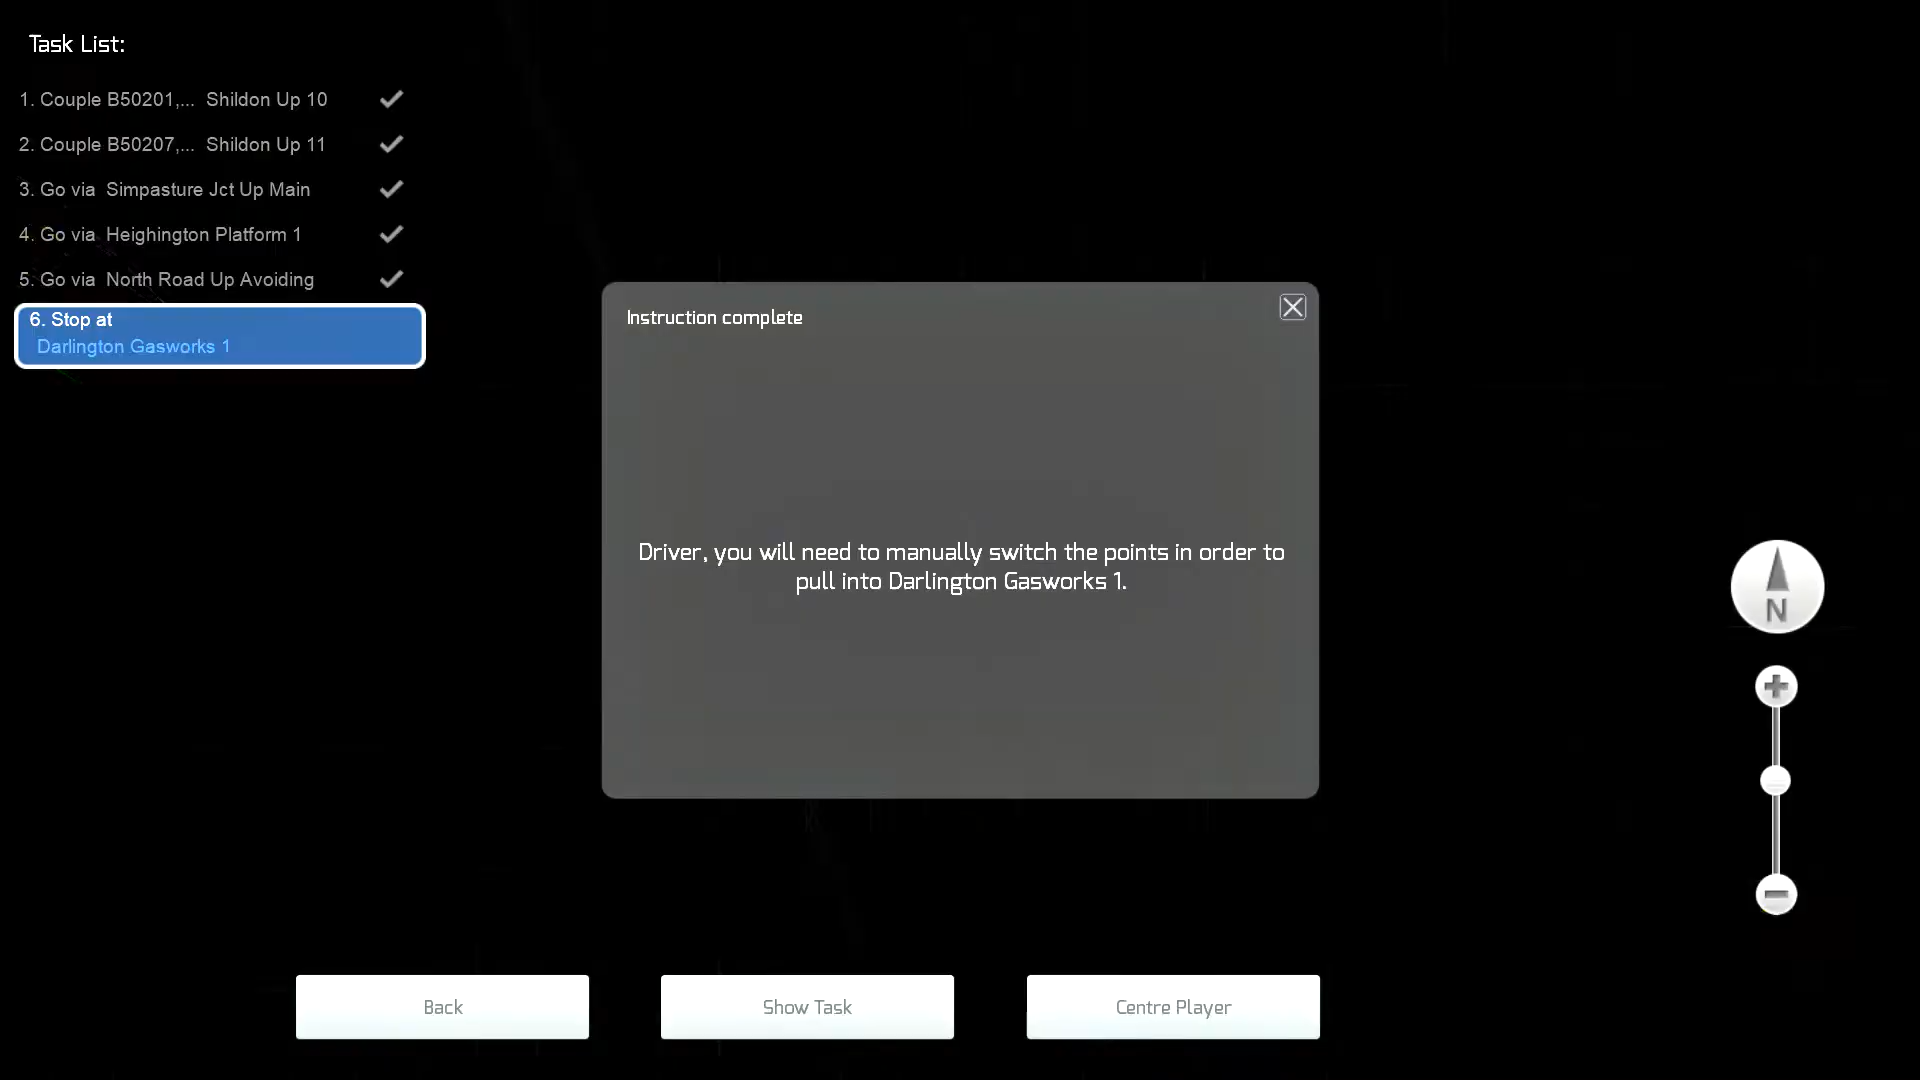 Task List:
1. Couple B50201,... Shildon Up 10
2. Couple B50207,... Shildon Up 11
3. Go via Simpasture Jct Up Main
4. Go via Heighington Platform 1
5. Go via North Road Up Avoiding
6. Stop at
Darlington Gasworks 1
Instruction complete
Driver, you will need to manually switch the points in order to
pull into Darlington Gasworks 1.
N
Back
Show Task
Centre Player